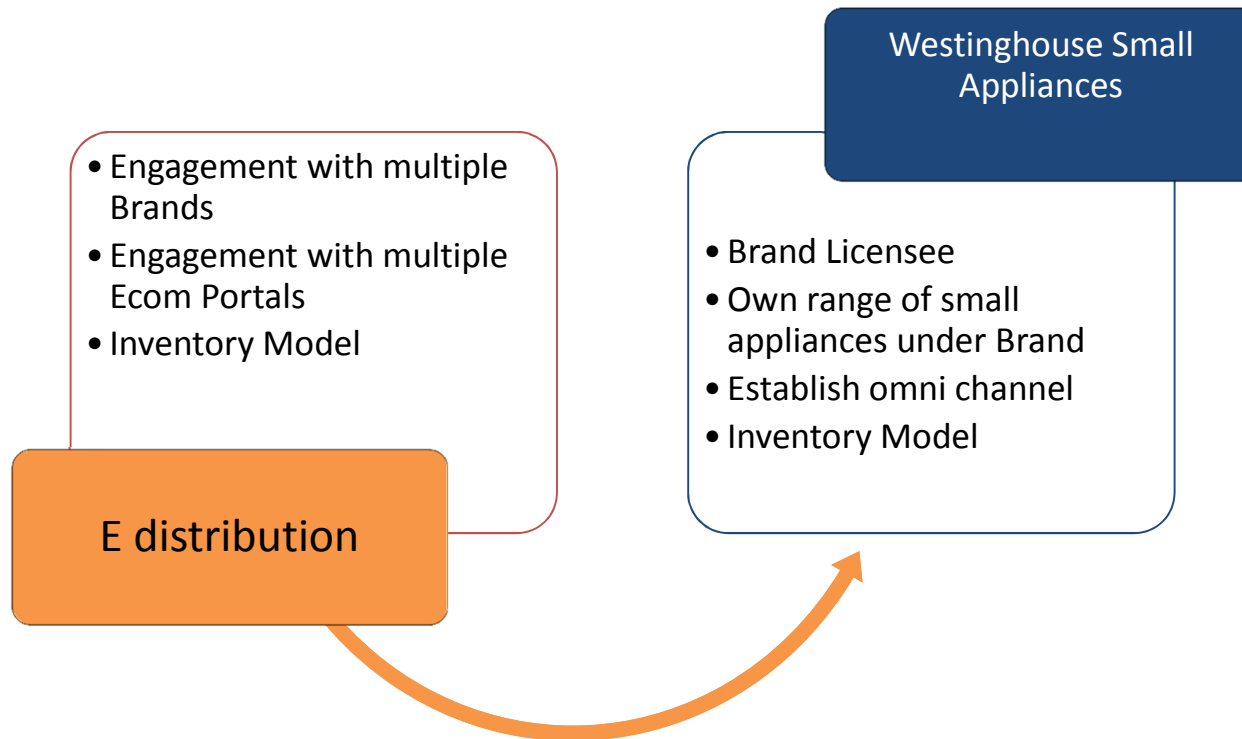 • Engagement with multiple
Brands
• Engagement with multiple
Ecom Portals
• Inventory Model
E distribution
Westinghouse Small
Appliances
• Brand Licensee
• Own range of small
appliances under Brand
• Establish omni channel
• Inventory Model